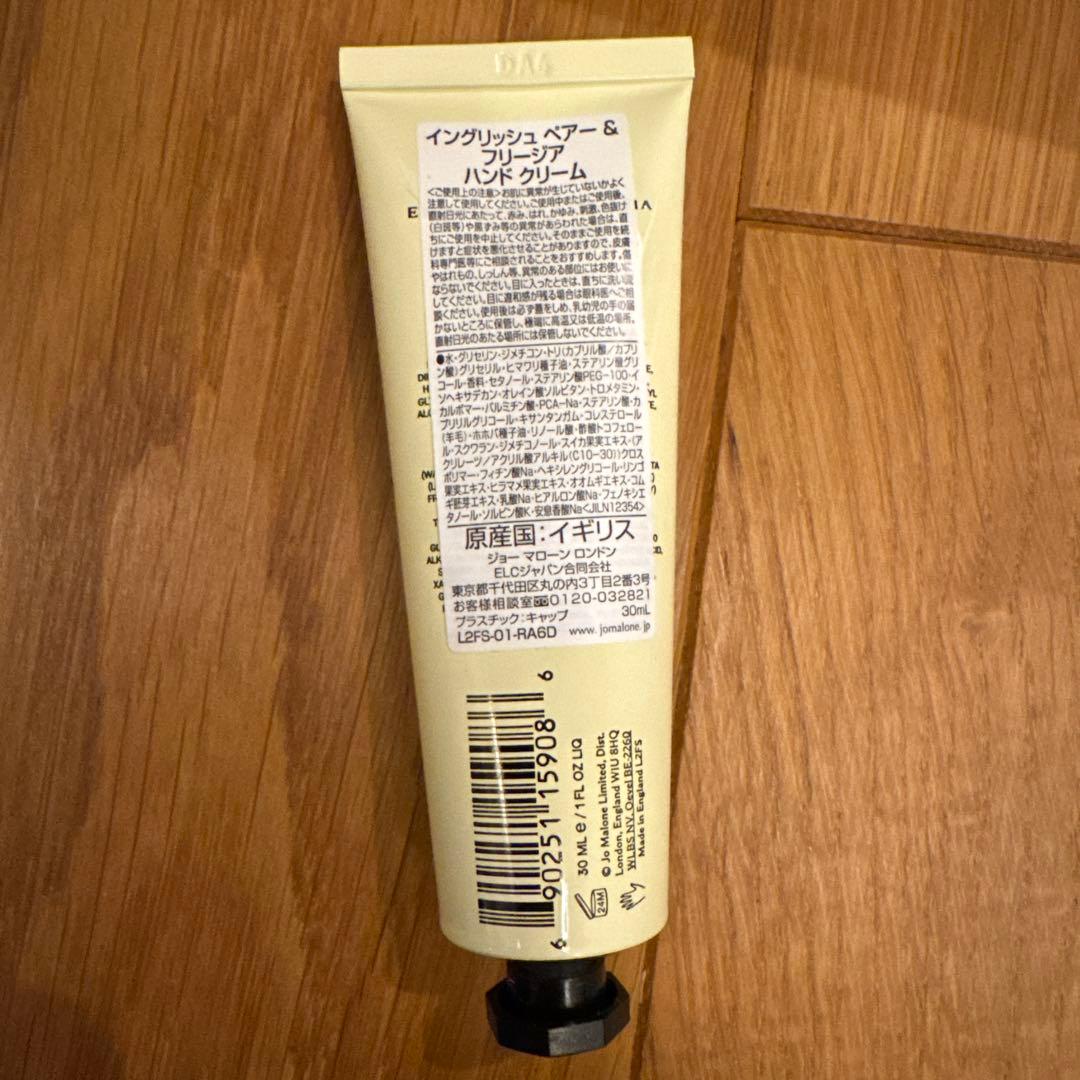 DA4
イングリッシュ ペアー &
フリージア
ハンド クリーム
<ご使用上の注意>お肌に異常が生じていないかよく
注意して使用してください。ご使用中またはご使用後、
直射日光にあたって、赤み、はれ、かゆみ、刺激、色抜け
(白斑等)や黒ずみ等の異常があらわれた場合は、直
ちにご使用を中止してください。そのままご使用を続
けますと症状を悪化させることがありますので、皮膚
科専門医等にご相談されることをおすすめします。傷
やはれもの、しっしん等、異常のある部位にはお使いに
ならないでください。目に入ったときは、直ちに洗い流
してください。目に違和感が残る場合は眼科医へご相
談ください。使用後は必ず蓋をしめ、乳幼児の手の届
かないところに保管し、極端に高温又は低温の場所、
直射日光のあたる場所には保管しないでください。
●水・グリセリン・ジメチコン・トリ(カプリル酸/カプリ
ン酸)グリセリル・ヒマワリ種子油・ステアリン酸グリ
コール・香料・セタノール・ステアリン酸PEG-100・イ
ソヘキサデカン・オレイン酸ソルビタン・トロメタミン・
カルボマー・パルミチン酸・PCA-Na・ステアリン酸・カ
プリリルグリコール・キサンタンガム・コレステロール
(羊毛)・ホホバ種子油・リノール酸・酢酸トコフェロー
ル・スクワラン・ジメチコノール・スイカ果実エキス・(ア
クリレーツ/アクリル酸アルキル(C10-30))クロス
ポリマー・フィチン酸Na・ヘキシレングリコール・リンゴ
果実エキス・ヒラマメ果実エキス・オオムギエキス・コム
ギ胚芽エキス・乳酸Na・ヒアルロン酸Na・フェノキシエ
タノール・ソルビン酸K・安息香酸Na<JILN12354>
原産国:イギリス
ジョー マローン ロンドン
ELCジャパン合同会社
東京都千代田区丸の内3丁目2番3号
お客様相談室 0120-032821
プラスチック:キャップ 30mL
L2FS-01-RA6D www.jomalone.jp
6 90251 15908 6
30 ML e / 1 FL OZ LIQ
24M
© Jo Malone Limited, Dist.
London, England W1U 8HQ
WLBS NV, Oevel BE-2260
Made in England L2FS